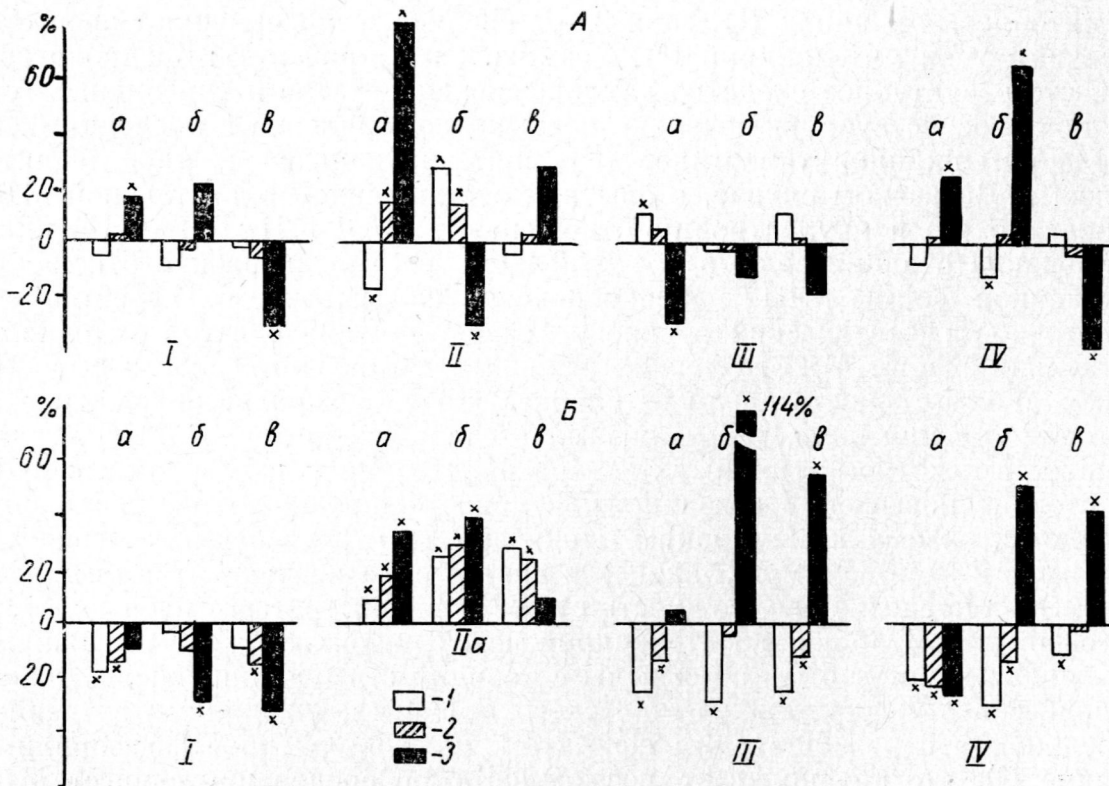 % А
60
а б в а б в а б в а б в
20
0
-20
I II III IV
% Б 114%
60
а б в а б в а б в а б в
20
0
20
IIа
-1
-2
-3
I III IV